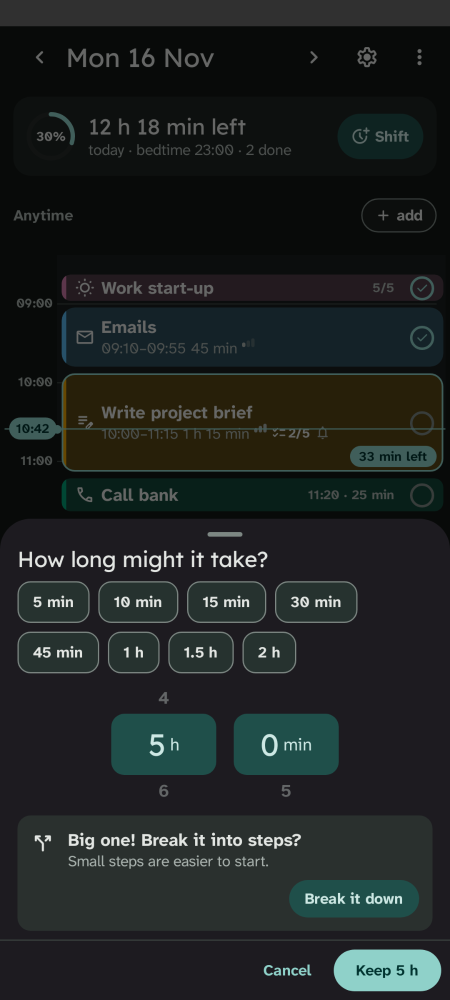 Mon 16 Nov
30%
12 h 18 min left
today · bedtime 23:00 · 2 done
Shift
Anytime
+ add
Work start-up
5/5
09:00
Emails
09:10–09:55 45 min
10:00
Write project brief
10:42
10:00–11:15 1 h 15 min
2/5
11:00
33 min left
Call bank
11:20 · 25 min
How long might it take?
5 min
10 min
15 min
30 min
45 min
1 h
1.5 h
2 h
4
5 h
0 min
6
5
Big one! Break it into steps?
Small steps are easier to start.
Break it down
Cancel
Keep 5 h